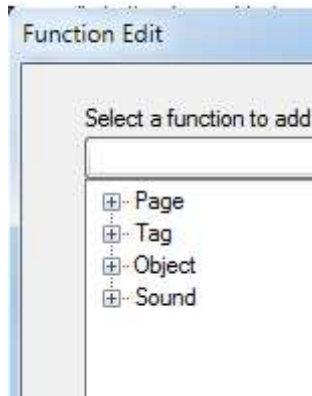 Function Edit
Select a function to add
Page
Tag
Object
Sound